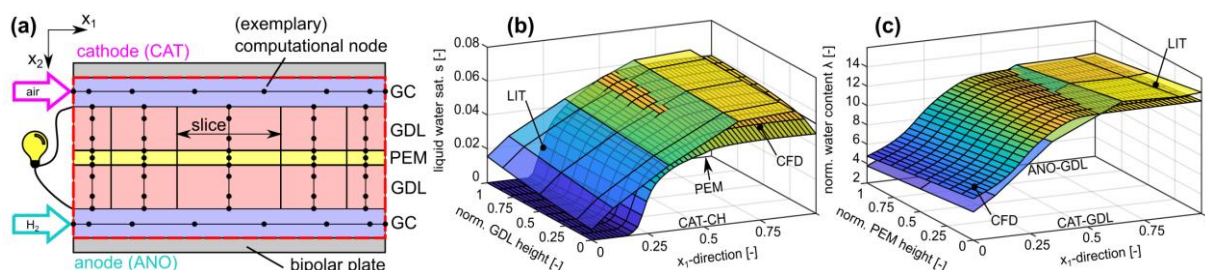 (a)
x₁
x₂
(exemplary)
computational node
cathode (CAT)
air
GC
GDL
slice
PEM
GDL
H₂
GC
anode (ANO)
bipolar plate
(b)
liquid water sat. s [-]
0.08
0.06
0.04
0.02
0
LIT
CFD
PEM
CAT-CH
norm. GDL height [-]
1
0.75
0.5
0.25
0
x₁-direction [-]
0
0.25
0.5
0.75
(c)
norm. water content λ [-]
14
12
10
8
6
4
2
LIT
ANO-GDL
CFD
CAT-GDL
norm. PEM height [-]
1
0.75
0.5
0.25
0
x₁-direction [-]
0
0.25
0.5
0.75